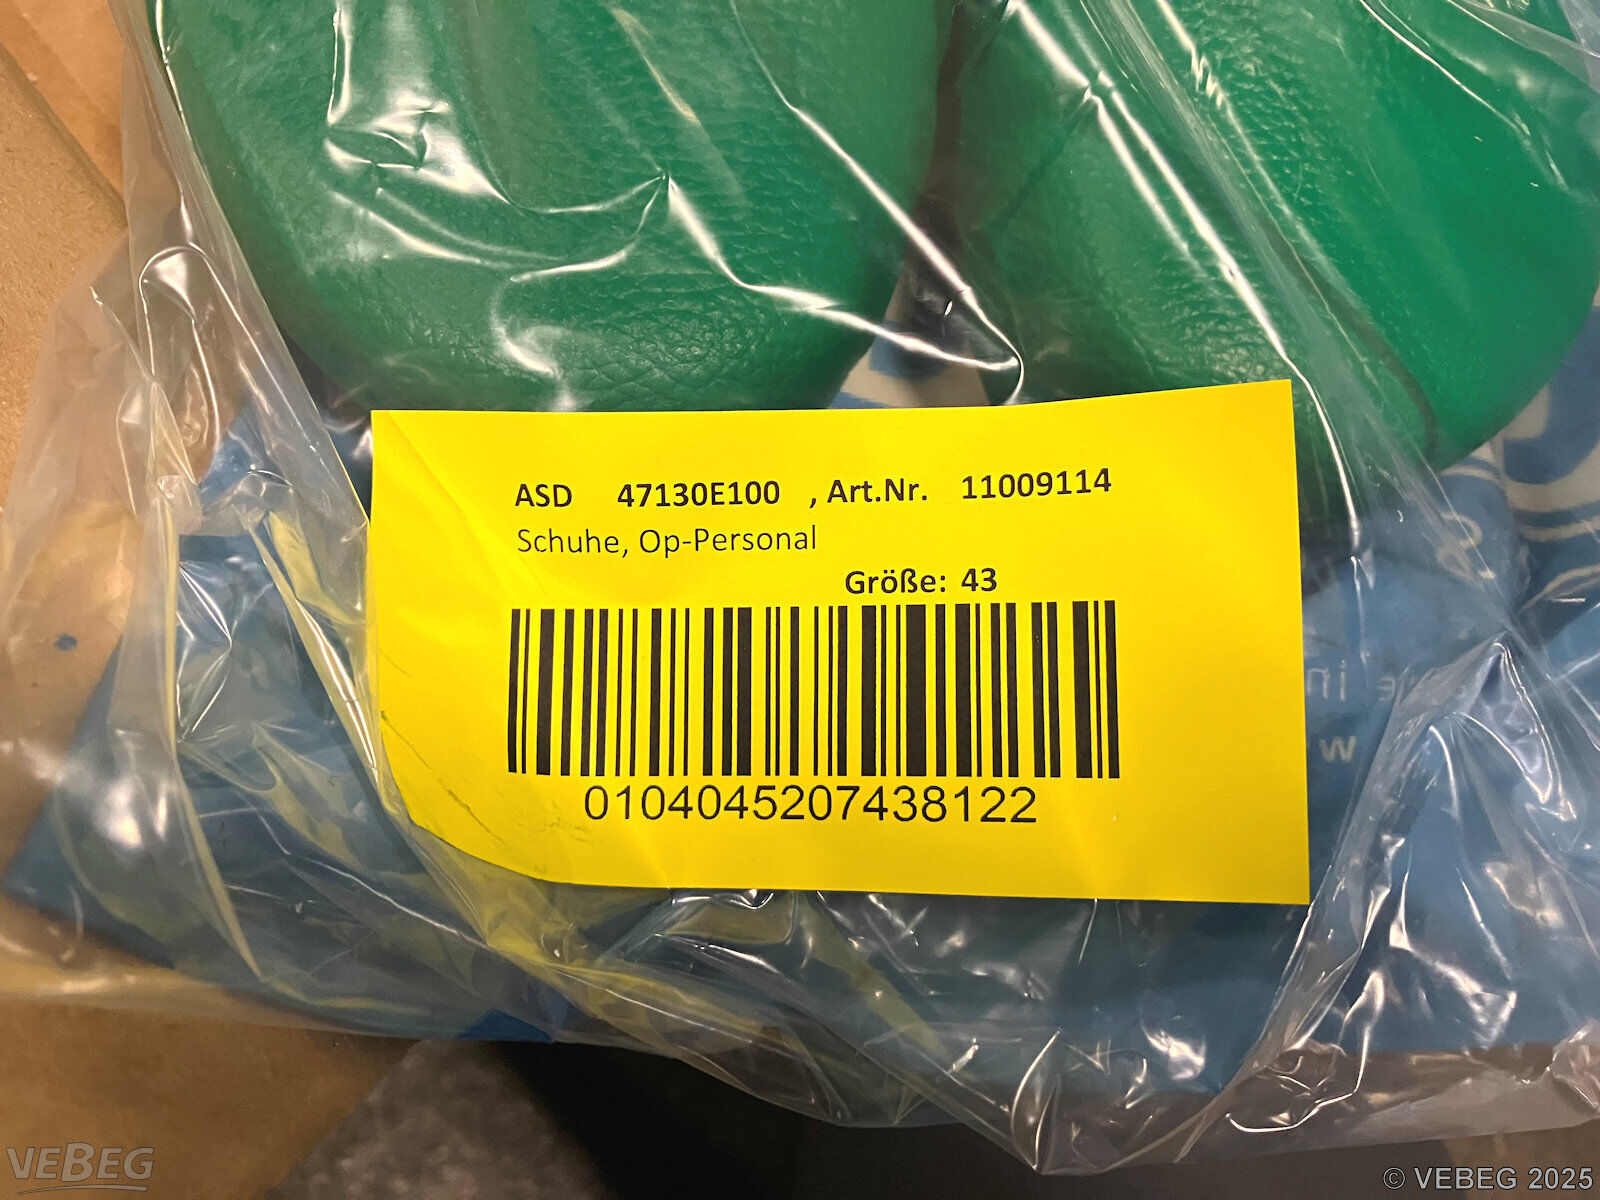 ASD 47130E100 , Art.Nr. 11009114
Schuhe, Op-Personal
Größe: 43
0104045207438122
VEBEG
© VEBEG 2025